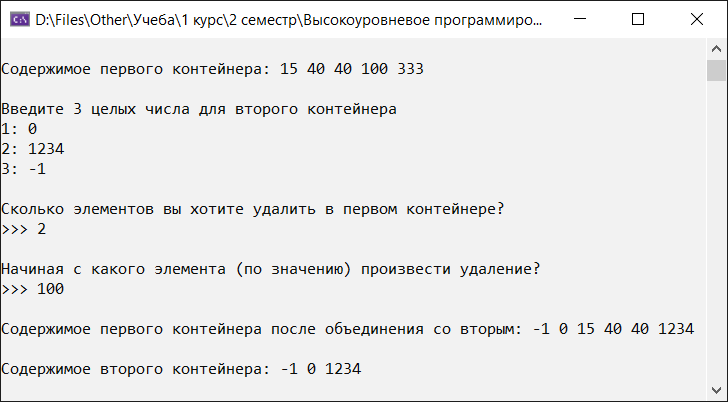 D:\Files\Other\Учеба\1 курс\2 семестр\Высокоуровневое программиро...
Содержимое первого контейнера: 15 40 40 100 333
Введите 3 целых числа для второго контейнера
1: 0
2: 1234
3: -1
Сколько элементов вы хотите удалить в первом контейнере?
>>> 2
Начиная с какого элемента (по значению) произвести удаление?
>>> 100
Содержимое первого контейнера после объединения со вторым: -1 0 15 40 40 1234
Содержимое второго контейнера: -1 0 1234